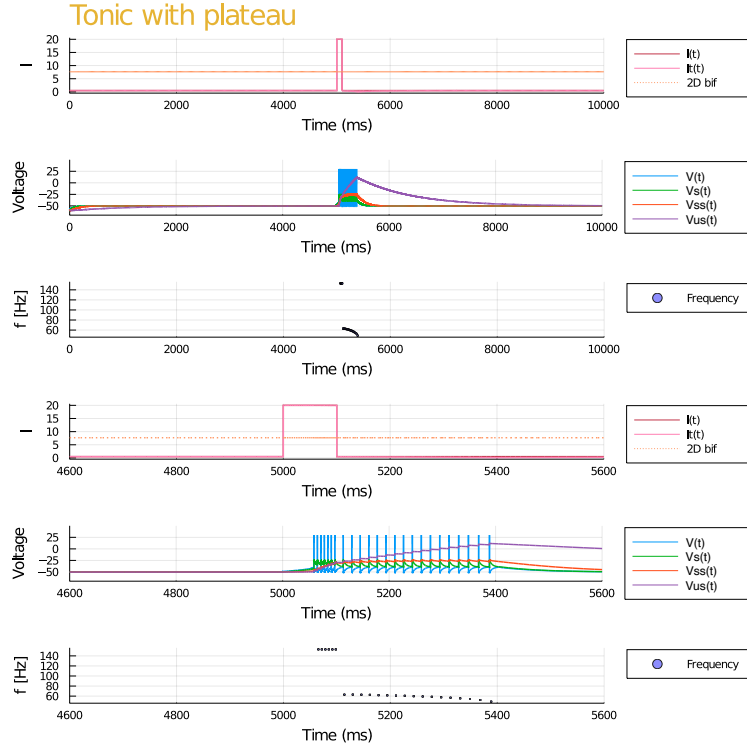 Tonic with plateau
I
20
15
10
5
0
0 2000 4000 6000 8000 10000
Time (ms)
I(t)
It(t)
2D bif
Voltage
25
0
−25
−50
0 2000 4000 6000 8000 10000
Time (ms)
V(t)
Vs(t)
Vss(t)
Vus(t)
f [Hz]
140
120
100
80
60
0 2000 4000 6000 8000 10000
Time (ms)
Frequency
I
20
15
10
5
0
4600 4800 5000 5200 5400 5600
Time (ms)
I(t)
It(t)
2D bif
Voltage
25
0
−25
−50
4600 4800 5000 5200 5400 5600
Time (ms)
V(t)
Vs(t)
Vss(t)
Vus(t)
f [Hz]
140
120
100
80
60
4600 4800 5000 5200 5400 5600
Time (ms)
Frequency